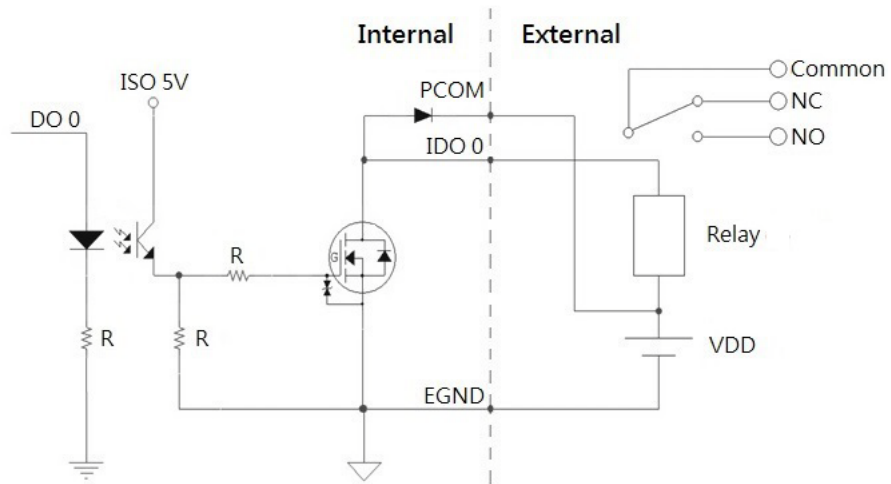 Internal
External
ISO 5V
PCOM
Common
NC
DO 0
IDO 0
NO
G
Relay
R
R
R
VDD
EGND